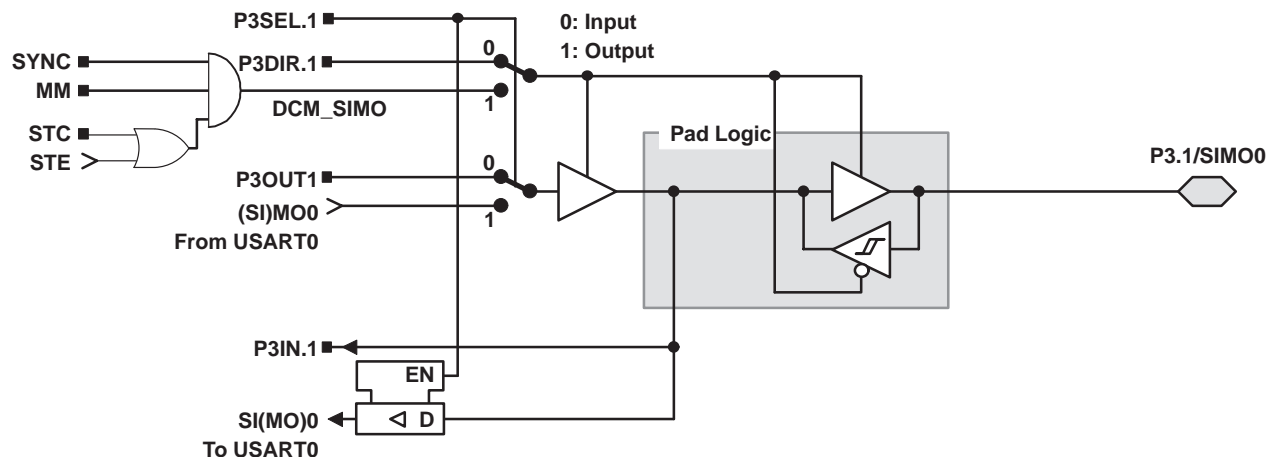 P3SEL.1
0: Input
1: Output
SYNC
P3DIR.1
0
MM
1
DCM_SIMO
STC
STE
Pad Logic
P3.1/SIMO0
0
P3OUT1
(SI)MO0
1
From USART0
P3IN.1
EN
SI(MO)0
D
To USART0